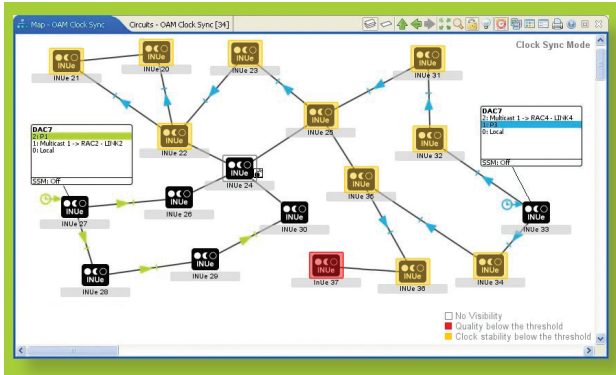 Map - OAM Clock Sync
Circuits - OAM Clock Sync [34]
Clock Sync Mode
INUe
INUe 21
INUe
INUe 20
INUe
INUe 23
INUe
INUe 31
INUe
INUe 22
INUe
INUe 25
INUe
INUe 32
DAC7
2: P1
1: Multicast 1 -> RAC2 - LINK2
0: Local
SSM: Off
DAC7
2: Multicast 1 -> RAC4 - LINK4
1: P3
0: Local
SSM: Off
INUe
INUe 24
INUe
INUe 35
INUe
INUe 27
INUe
INUe 26
INUe
INUe 30
INUe
INUe 33
INUe
INUe 28
INUe
INUe 29
INUe
InUe 37
INUe
INUe 36
INUe
INUe 34
No Visibility
Quality below the threshold
Clock stability below the threshold